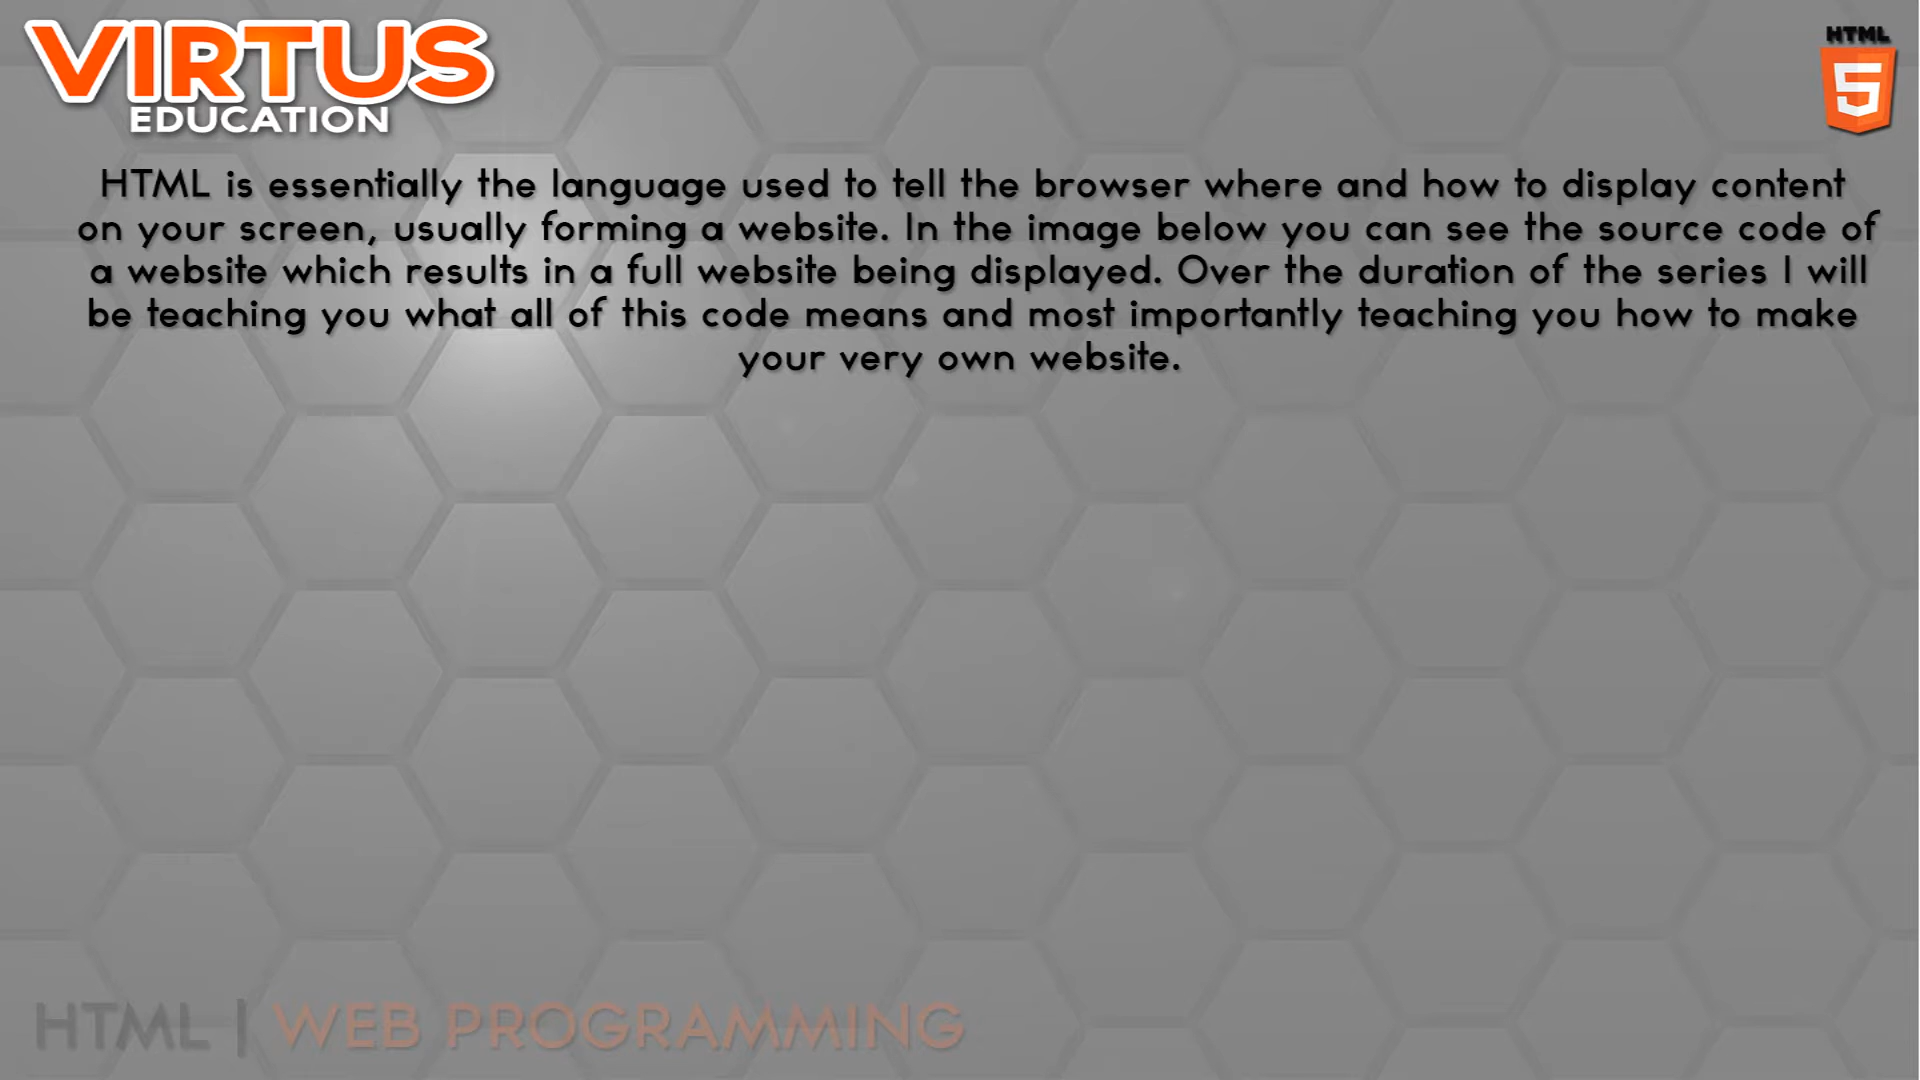 VIRTUS
EDUCATION
HTML
5
HTML is essentially the language used to tell the browser where and how to display content
on your screen, usually forming a website. In the image below you can see the source code of
a website which results in a full website being displayed. Over the duration of the series I will
be teaching you what all of this code means and most importantly teaching you how to make
your very own website.
HTML | WEB PROGRAMMING